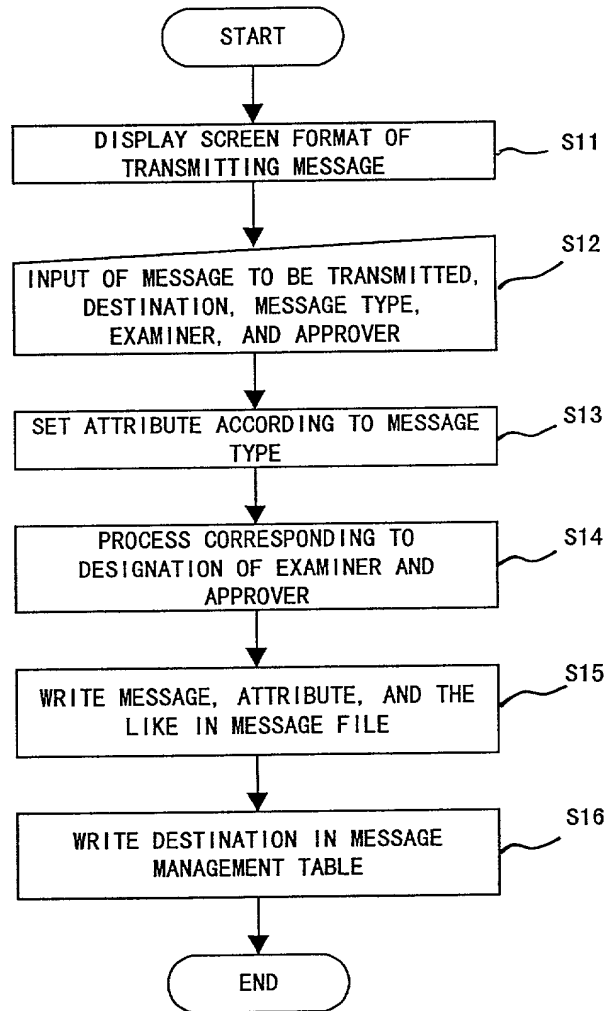 START
DISPLAY SCREEN FORMAT OF
TRANSMITTING MESSAGE
S11
INPUT OF MESSAGE TO BE TRANSMITTED,
DESTINATION, MESSAGE TYPE,
EXAMINER, AND APPROVER
S12
SET ATTRIBUTE ACCORDING TO MESSAGE
TYPE
S13
PROCESS CORRESPONDING TO
DESIGNATION OF EXAMINER AND
APPROVER
S14
WRITE MESSAGE, ATTRIBUTE, AND THE
LIKE IN MESSAGE FILE
S15
WRITE DESTINATION IN MESSAGE
MANAGEMENT TABLE
S16
END